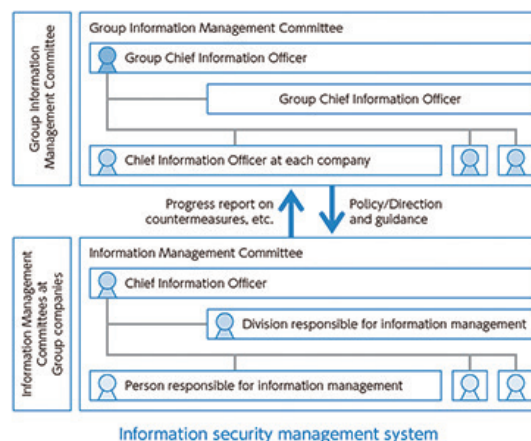 Group Information
Management Committee
Group Information Management Committee
Group Chief Information Officer
Group Chief Information Officer
Chief Information Officer at each company
Progress report on
countermeasures, etc.
Policy/Direction
and guidance
Information Management
Committees at
Group companies
Information Management Committee
Chief Information Officer
Division responsible for information management
Person responsible for information management
Information security management system